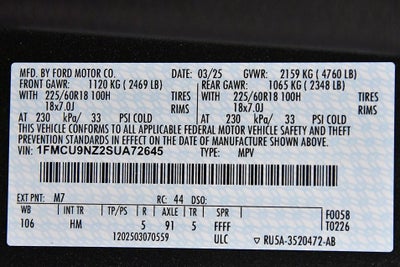 MFD. BY FORD MOTOR CO. 03/25 GVWR: 2159 KG ( 4760 LB)
FRONT GAWR: 1120 KG ( 2469 LB) REAR GAWR: 1065 KG ( 2348 LB)
WITH 225/60R18 100H TIRES WITH 225/60R18 100H TIRES
18x7.0J RIMS 18x7.0J RIMS
AT 230 kPa/ 33 PSI COLD AT 230 kPa/ 33 PSI COLD
THIS VEHICLE CONFORMS TO ALL APPLICABLE FEDERAL MOTOR VEHICLE SAFETY AND THEFT
PREVENTION STANDARDS IN EFFECT ON THE DATE OF MANUFACTURE SHOWN ABOVE.
VIN: 1FMCU9NZ2SUA72645 TYPE: MPV
EXT PNT: M7 RC: 44 DSO: F0058
WB INT TR TP/PS R AXLE TR SPR T0226
106 HM 5 91 5 FFFF
1202503070559 ULC RU5A-3520472-AB